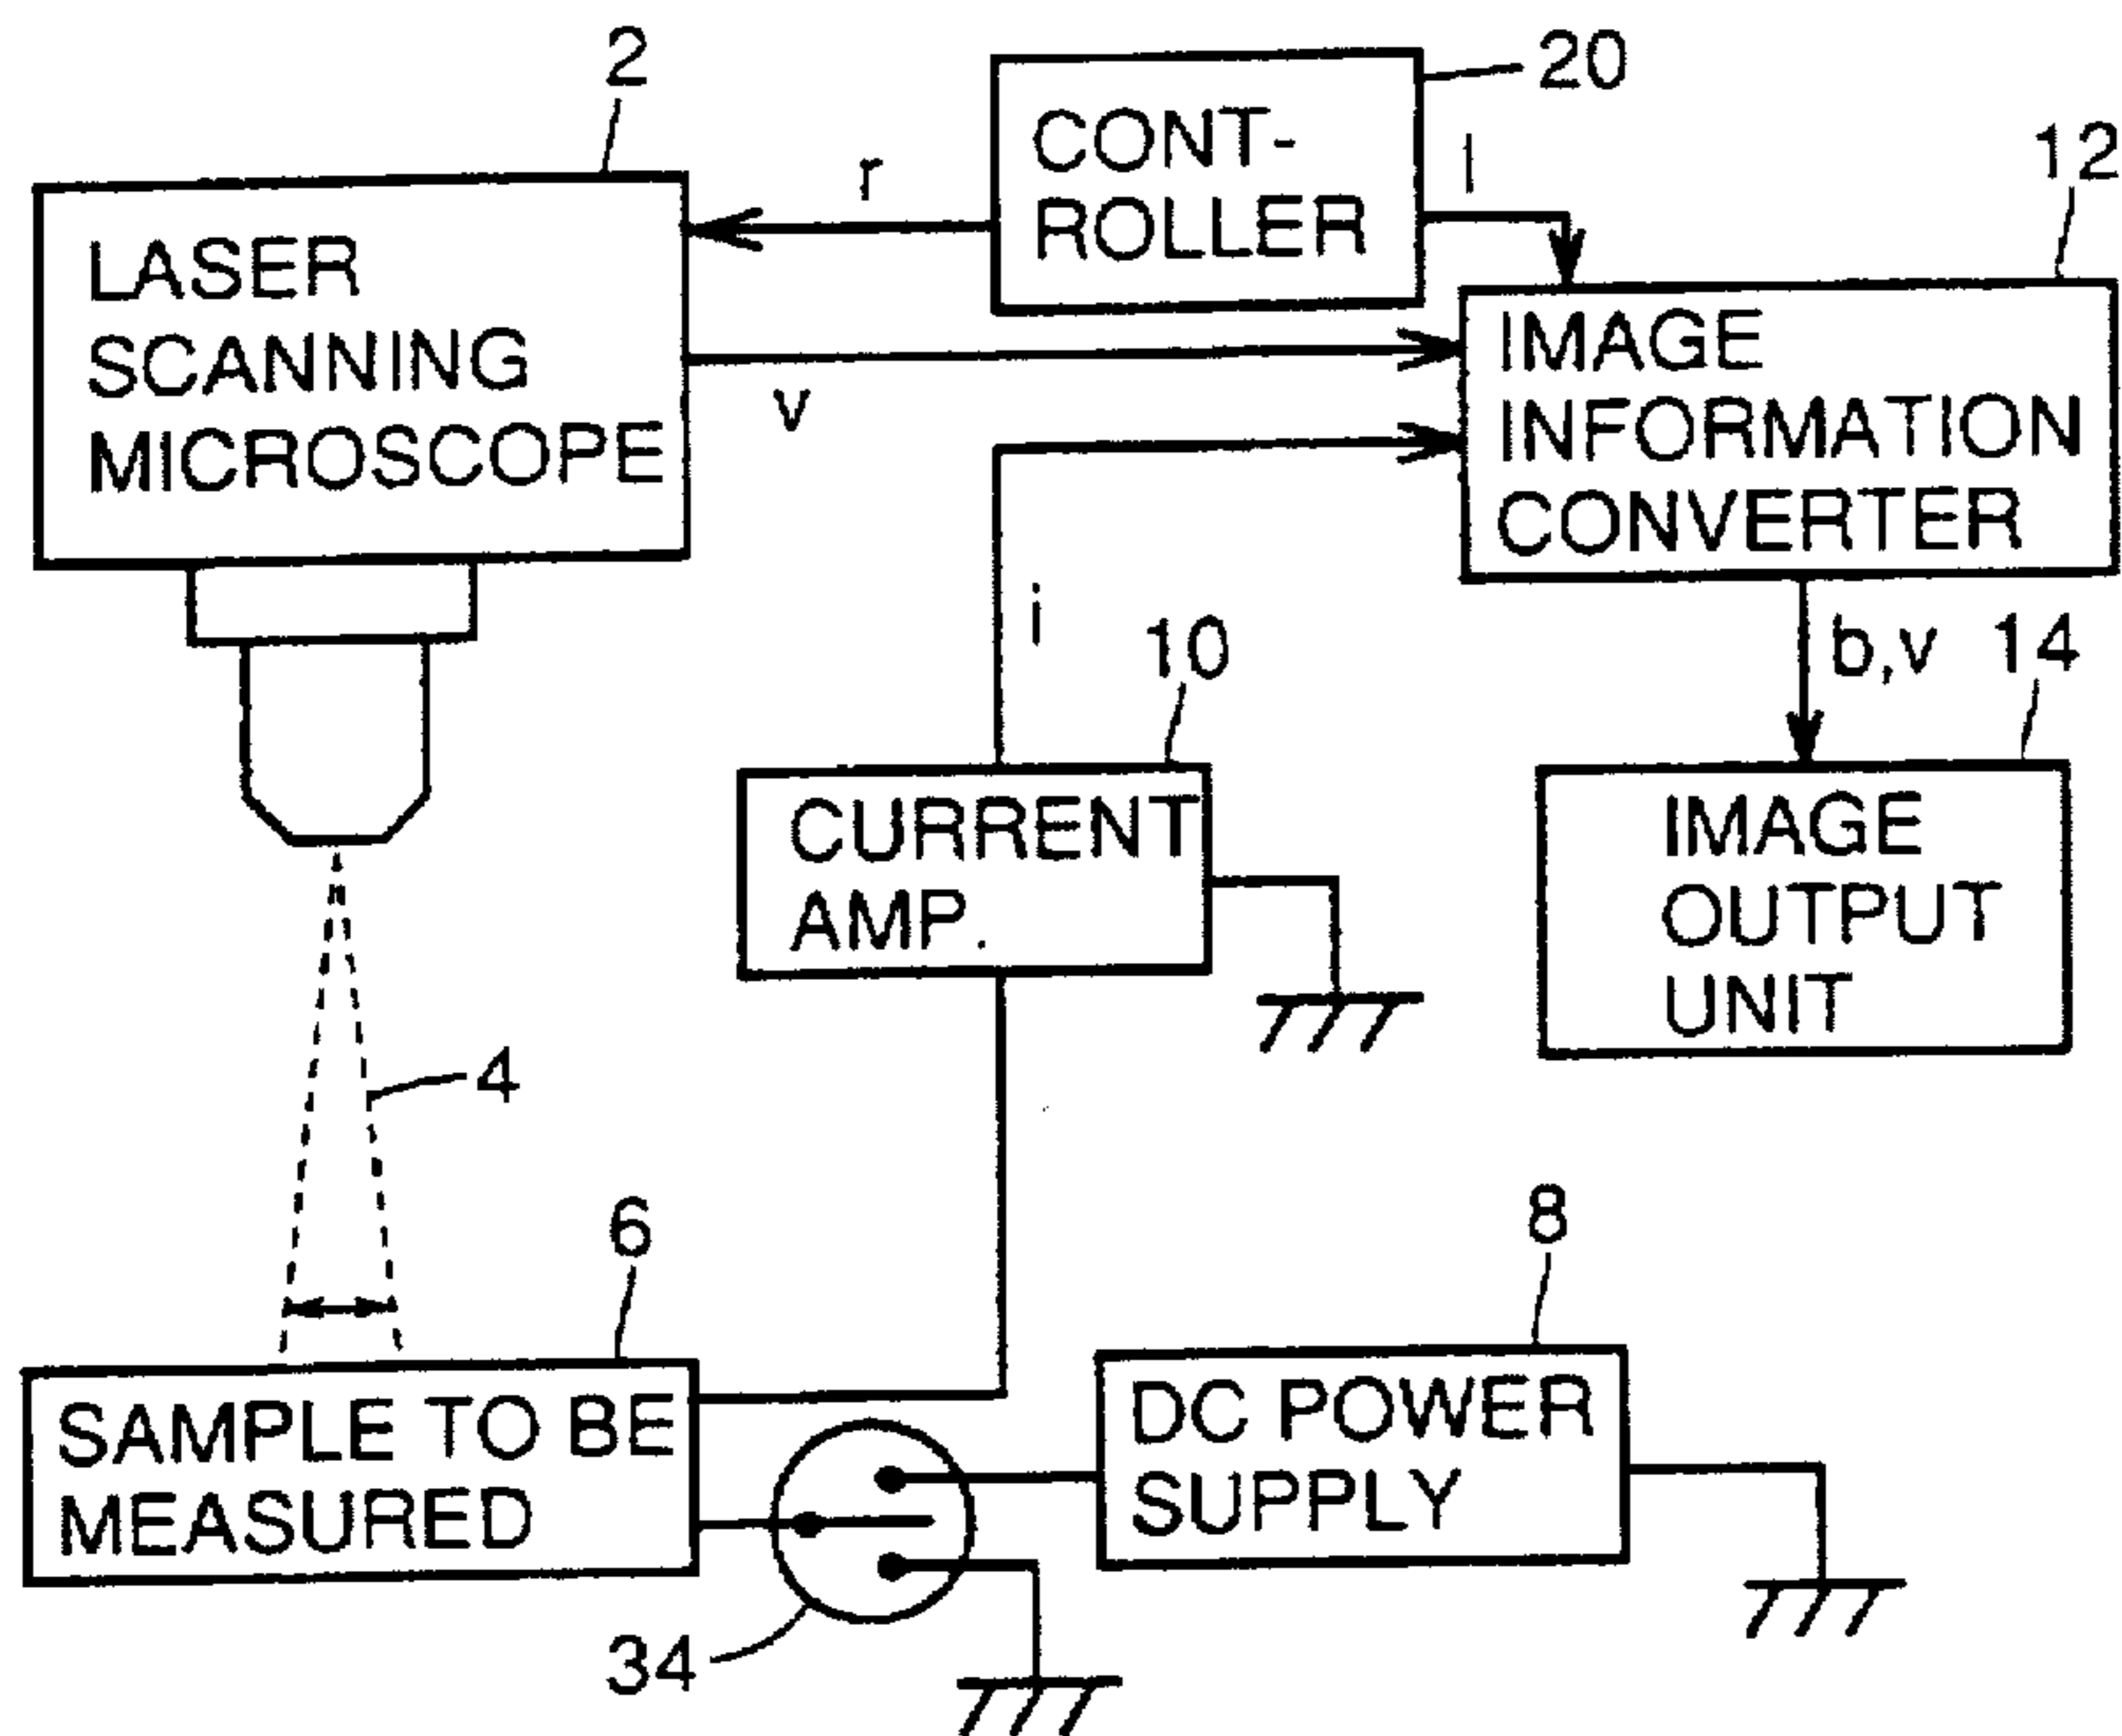 2
20
CONT-
ROLLER
r
l
12
LASER
SCANNING
MICROSCOPE
v
IMAGE
INFORMATION
CONVERTER
i
10
b,v
14
CURRENT
AMP.
IMAGE
OUTPUT
UNIT
4
6
8
SAMPLE TO BE
MEASURED
DC POWER
SUPPLY
34